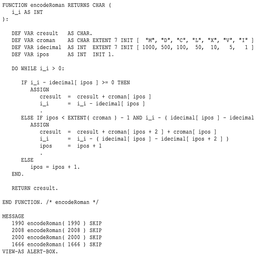 FUNCTION encodeRoman RETURNS CHAR (
i_i AS INT
):
DEF VAR cresult AS CHAR.
DEF VAR croman AS CHAR EXTENT 7 INIT [ "M", "D", "C", "L", "X", "V", "I" ]
DEF VAR idecimal AS INT EXTENT 7 INIT [ 1000, 500, 100, 50, 10, 5, 1 ]
DEF VAR ipos AS INT INIT 1.
DO WHILE i_i > 0:
IF i_i - idecimal[ ipos ] >= 0 THEN
ASSIGN
cresult = cresult + croman[ ipos ]
i_i = i_i - idecimal[ ipos ]
.
ELSE IF ipos < EXTENT( croman ) - 1 AND i_i - ( idecimal[ ipos ] - idecimal
ASSIGN
cresult = cresult + croman[ ipos + 2 ] + croman[ ipos ]
i_i = i_i - ( idecimal[ ipos ] - idecimal[ ipos + 2 ] )
ipos = ipos + 1
.
ELSE
ipos = ipos + 1.
END.
RETURN cresult.
END FUNCTION. /* encodeRoman */
MESSAGE
1990 encodeRoman( 1990 ) SKIP
2008 encodeRoman( 2008 ) SKIP
2000 encodeRoman( 2000 ) SKIP
1666 encodeRoman( 1666 ) SKIP
VIEW-AS ALERT-BOX.